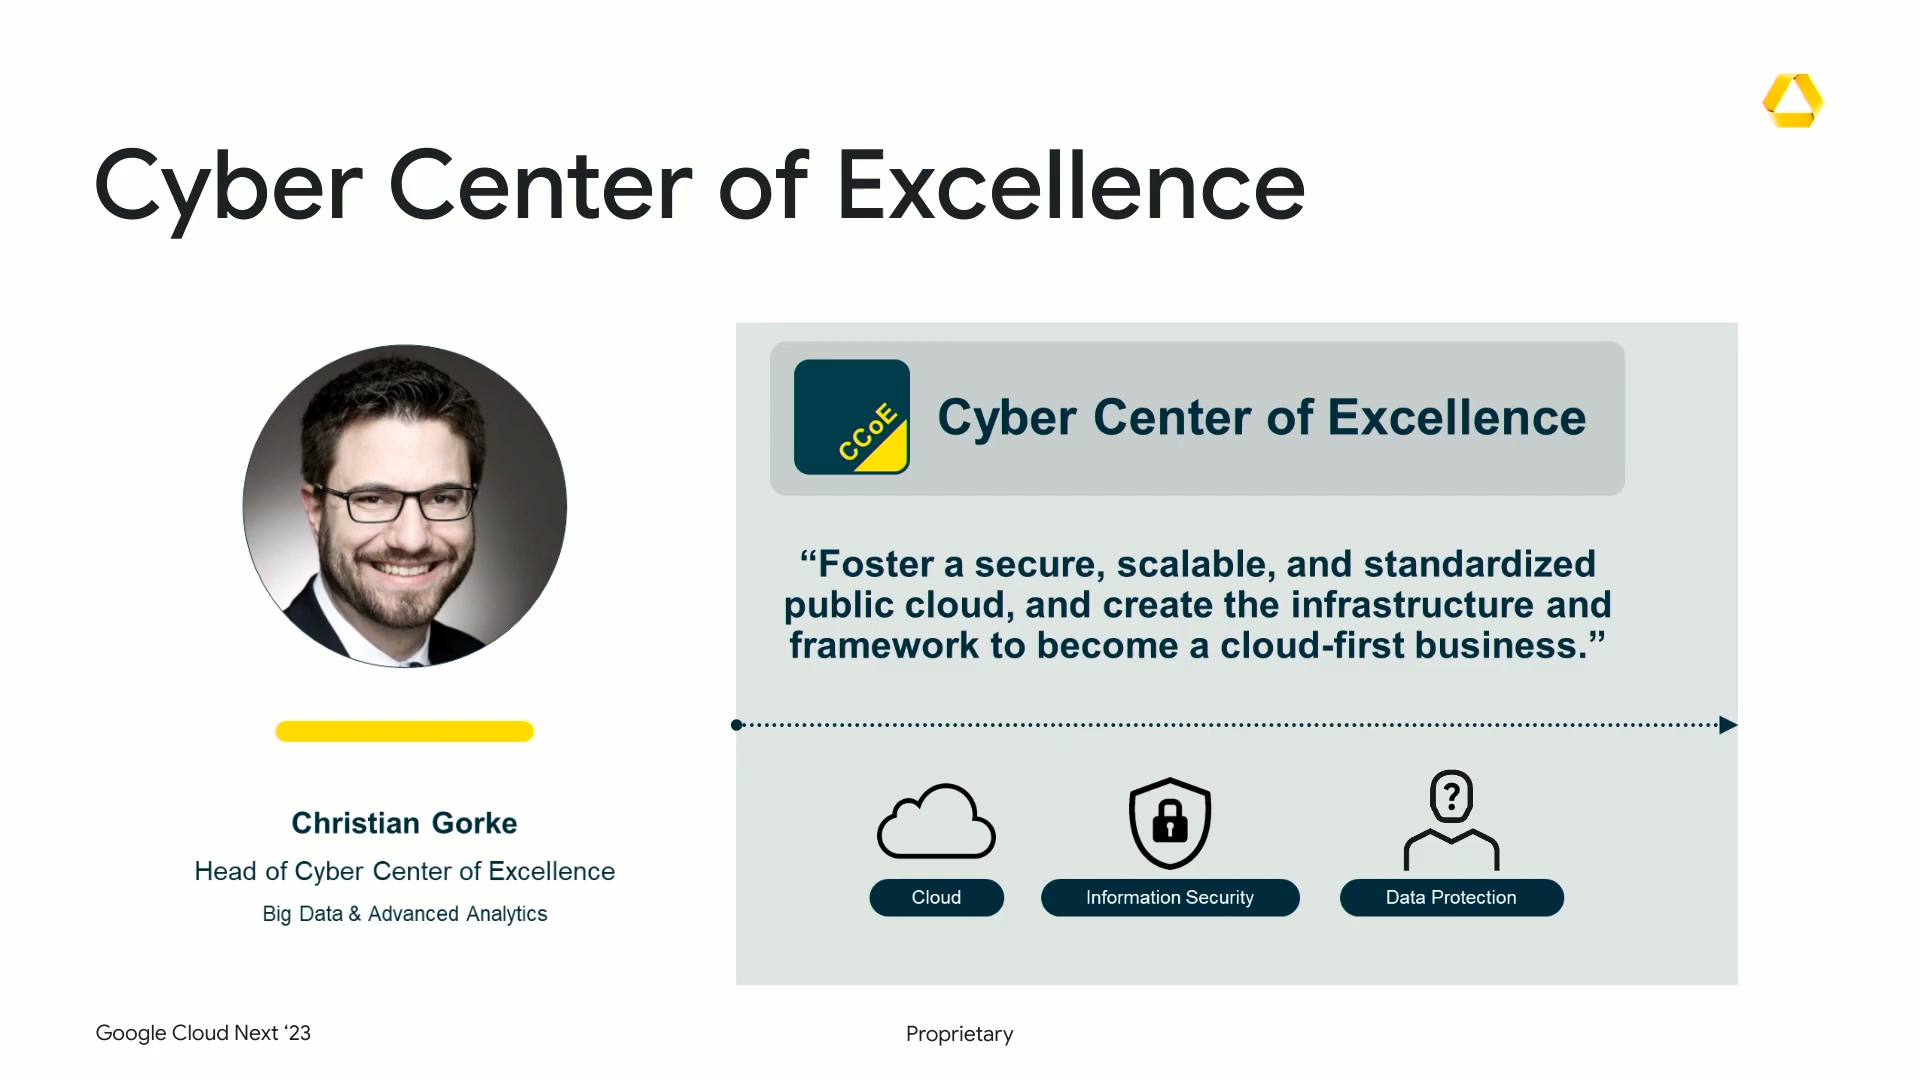 Cyber Center of Excellence
Christian Gorke
Head of Cyber Center of Excellence
Big Data & Advanced Analytics
CCoE
Cyber Center of Excellence
“Foster a secure, scalable, and standardized
public cloud, and create the infrastructure and
framework to become a cloud-first business.”
?
Cloud
Information Security
Data Protection
Google Cloud Next ‘23
Proprietary